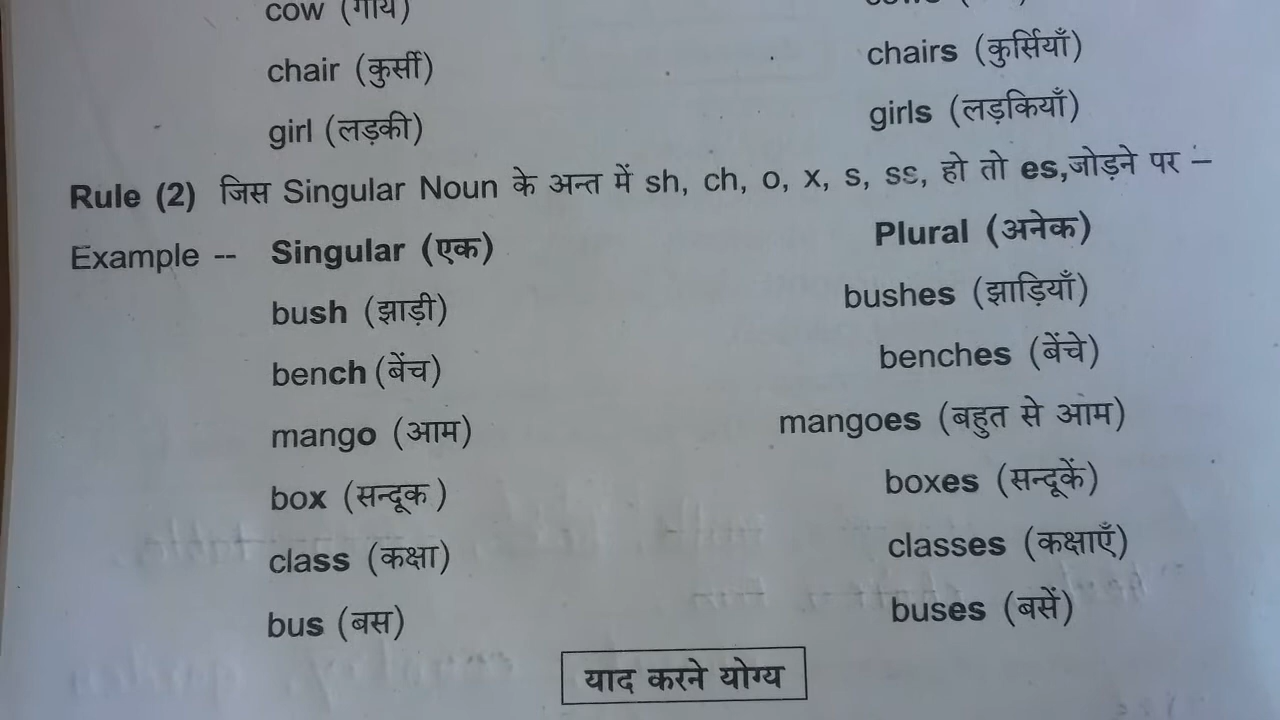 cow (गाय)
chair (कुर्सी) chairs (कुर्सियाँ)
girl (लड़की) girls (लड़कियाँ)
Rule (2) जिस Singular Noun के अन्त में sh, ch, o, x, s, ss, हो तो es,जोड़ने पर :–
Example -- Singular (एक) Plural (अनेक)
bush (झाड़ी) bushes (झाड़ियाँ)
bench (बेंच) benches (बेंचे)
mango (आम) mangoes (बहुत से आम)
box (सन्दूक ) boxes (सन्दूकें)
class (कक्षा) classes (कक्षाएँ)
bus (बस) buses (बसें)
याद करने योग्य